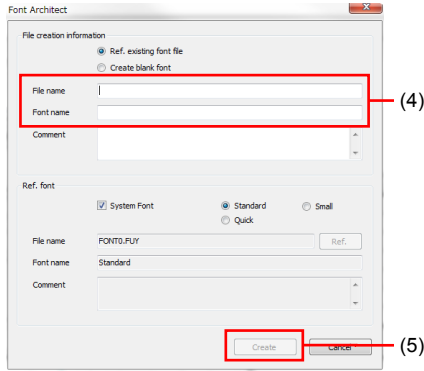 Font Architect
File creation information
Ref. existing font file
Create blank font
File name
(4)
Font name
Comment
Ref. font
System Font
Standard
Small
Quick
File name
FONT0.FUY
Ref.
Font name
Standard
Comment
Create
Cancel
(5)